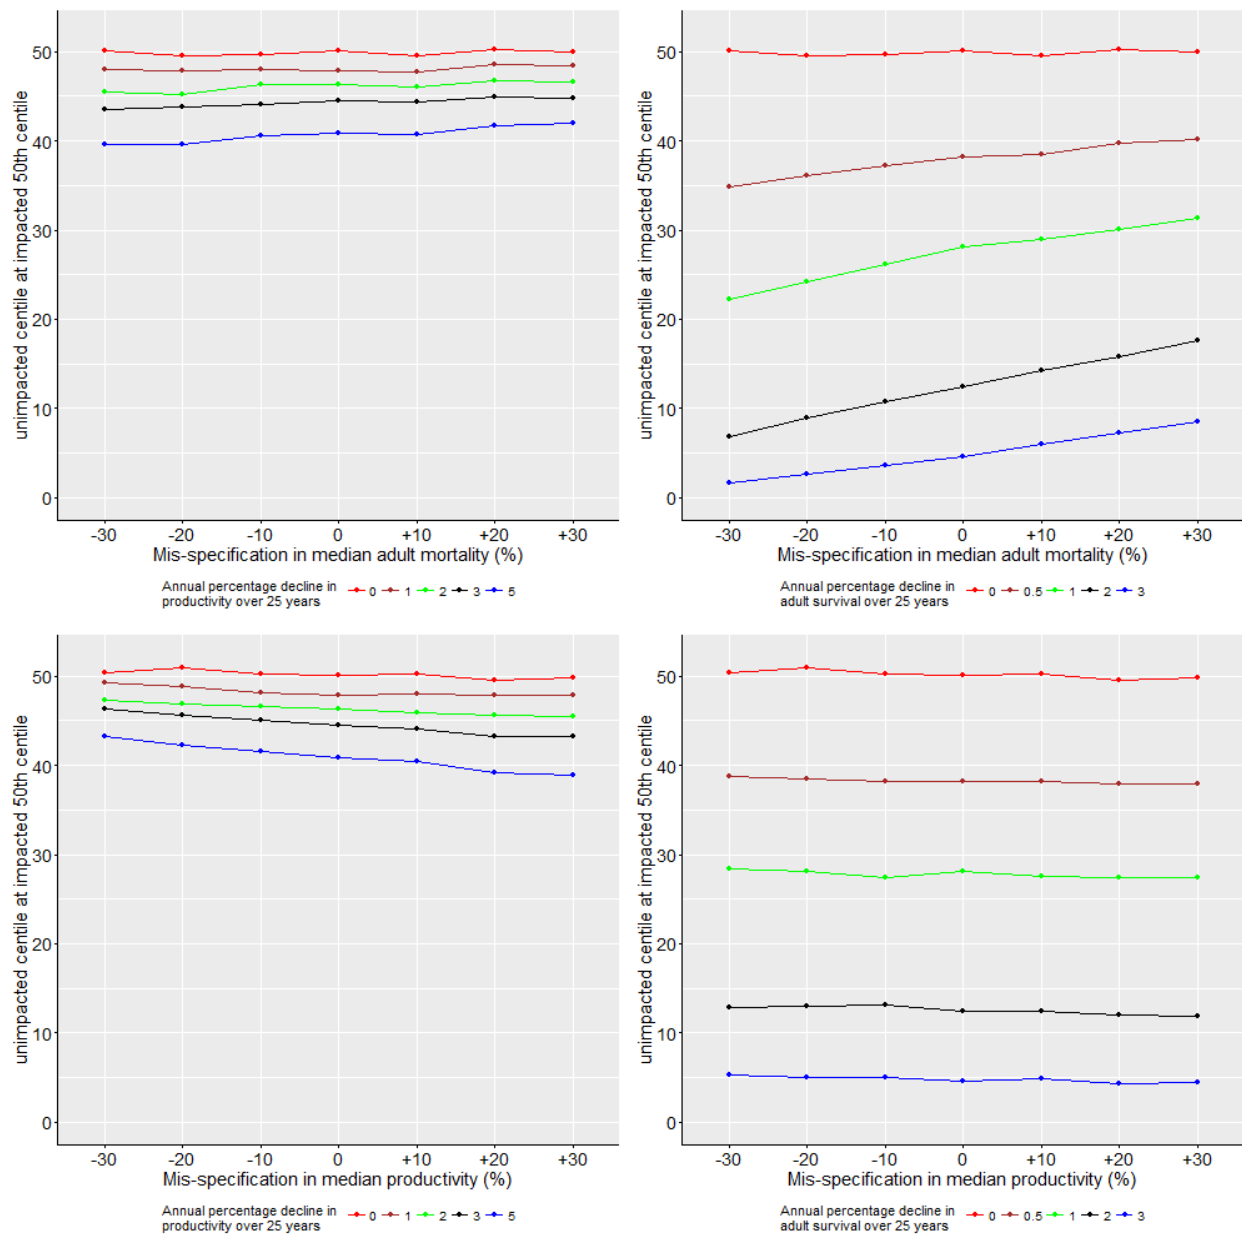 unimpacted centile at impacted 50th centile
50
40
30
20
10
0
-30 -20 -10 0 +10 +20 +30
Mis-specification in median adult mortality (%)
Annual percentage decline in
productivity over 25 years
0 1 2 3 5
unimpacted centile at impacted 50th centile
50
40
30
20
10
0
-30 -20 -10 0 +10 +20 +30
Mis-specification in median adult mortality (%)
Annual percentage decline in
adult survival over 25 years
0 0.5 1 2 3
unimpacted centile at impacted 50th centile
50
40
30
20
10
0
-30 -20 -10 0 +10 +20 +30
Mis-specification in median productivity (%)
Annual percentage decline in
productivity over 25 years
0 1 2 3 5
unimpacted centile at impacted 50th centile
50
40
30
20
10
0
-30 -20 -10 0 +10 +20 +30
Mis-specification in median productivity (%)
Annual percentage decline in
adult survival over 25 years
0 0.5 1 2 3